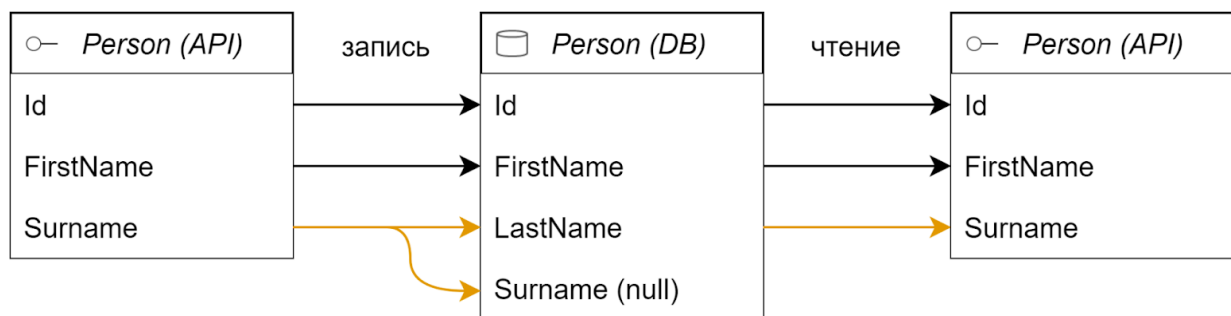 Person (API)
запись
Person (DB)
чтение
Person (API)
Id
Id
Id
FirstName
FirstName
FirstName
Surname
LastName
Surname
Surname (null)